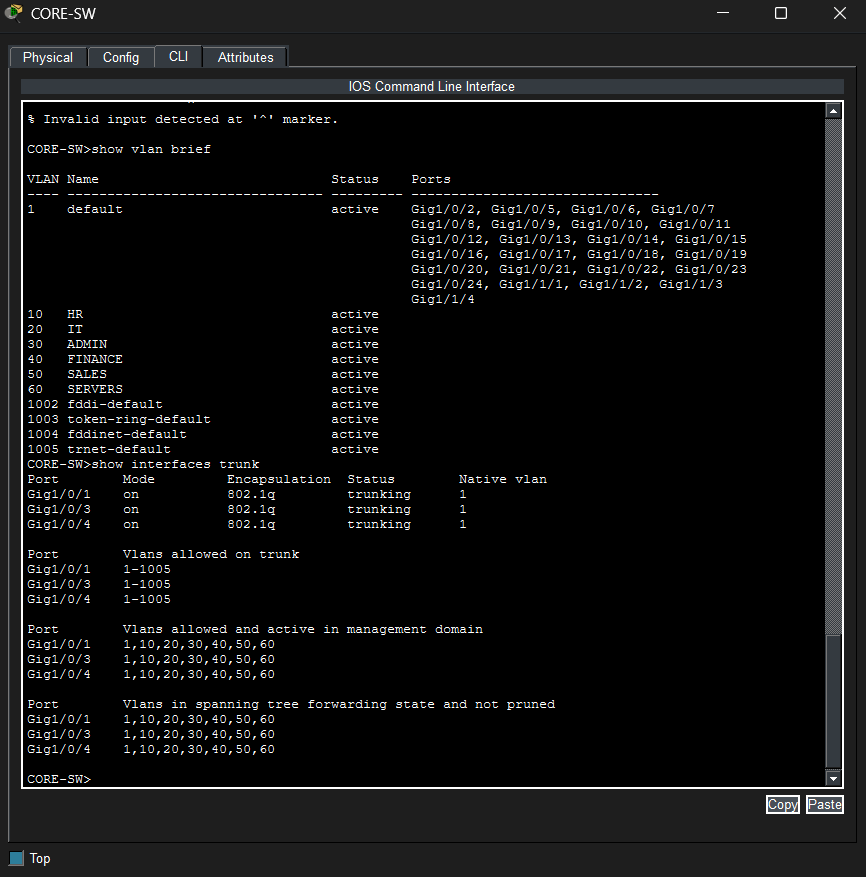 CORE-SW
Physical Config CLI Attributes
IOS Command Line Interface
^
% Invalid input detected at '^' marker.
CORE-SW>show vlan brief
VLAN Name                             Status    Ports
---- -------------------------------- --------- -------------------------------
1    default                          active    Gig1/0/2, Gig1/0/5, Gig1/0/6, Gig1/0/7
                                                Gig1/0/8, Gig1/0/9, Gig1/0/10, Gig1/0/11
                                                Gig1/0/12, Gig1/0/13, Gig1/0/14, Gig1/0/15
                                                Gig1/0/16, Gig1/0/17, Gig1/0/18, Gig1/0/19
                                                Gig1/0/20, Gig1/0/21, Gig1/0/22, Gig1/0/23
                                                Gig1/0/24, Gig1/1/1, Gig1/1/2, Gig1/1/3
                                                Gig1/1/4
10   HR                               active
20   IT                               active
30   ADMIN                            active
40   FINANCE                          active
50   SALES                            active
60   SERVERS                          active
1002 fddi-default                     active
1003 token-ring-default               active
1004 fddinet-default                  active
1005 trnet-default                    active
CORE-SW>show interfaces trunk
Port        Mode         Encapsulation  Status        Native vlan
Gig1/0/1    on           802.1q         trunking      1
Gig1/0/3    on           802.1q         trunking      1
Gig1/0/4    on           802.1q         trunking      1
Port        Vlans allowed on trunk
Gig1/0/1    1-1005
Gig1/0/3    1-1005
Gig1/0/4    1-1005
Port        Vlans allowed and active in management domain
Gig1/0/1    1,10,20,30,40,50,60
Gig1/0/3    1,10,20,30,40,50,60
Gig1/0/4    1,10,20,30,40,50,60
Port        Vlans in spanning tree forwarding state and not pruned
Gig1/0/1    1,10,20,30,40,50,60
Gig1/0/3    1,10,20,30,40,50,60
Gig1/0/4    1,10,20,30,40,50,60
CORE-SW>
Copy Paste
Top